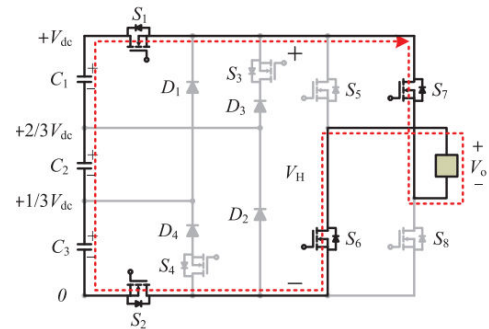 S1
+Vdc
+
S3
+
C1
−
D1
D3
S5
S7
+2/3Vdc
+
C2
−
VH
+
Vo
−
+1/3Vdc
+
C3
−
D4
D2
S4
S6
S8
0
−
S2